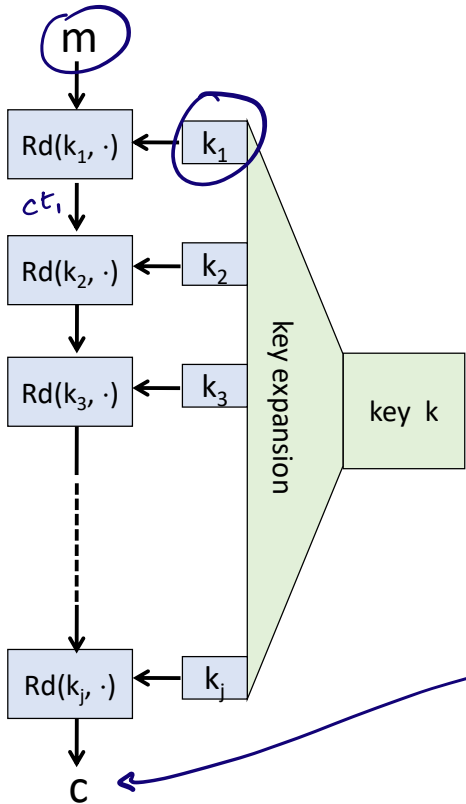 m
Rd(k₁, ·)
k₁
ct₁
Rd(k₂, ·)
k₂
Rd(k₃, ·)
k₃
key expansion
key k
Rd(kⱼ, ·)
kⱼ
c